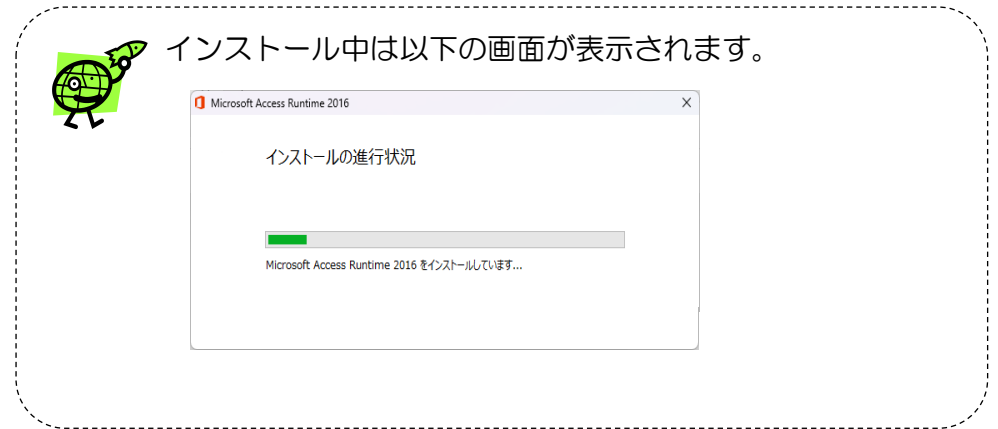 インストール中は以下の画面が表示されます。
Microsoft Access Runtime 2016
インストールの進行状況
Microsoft Access Runtime 2016 をインストールしています...